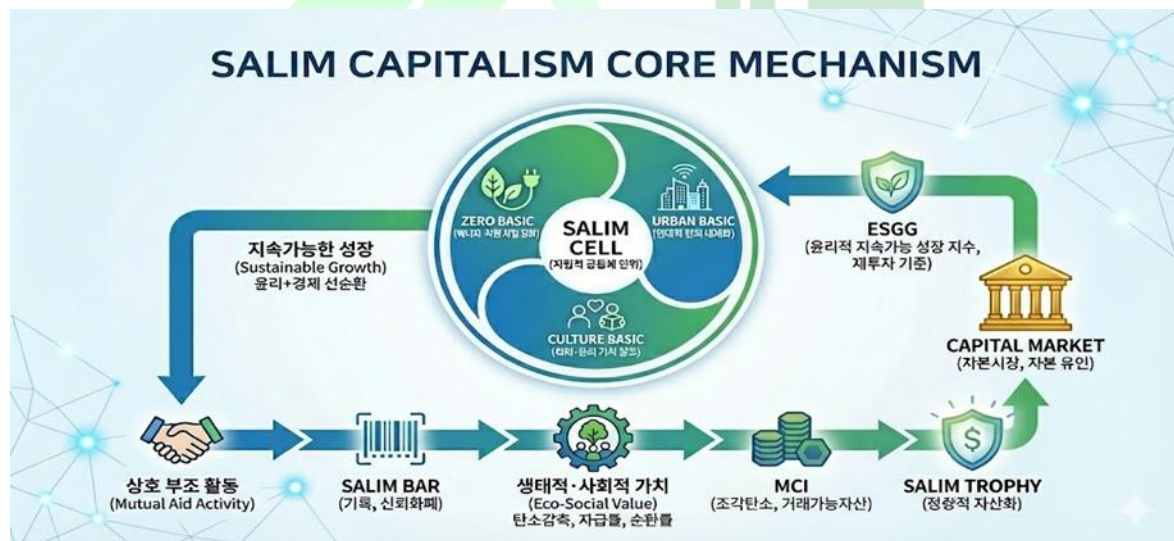 SALIM CAPITALISM CORE MECHANISM
ZERO BASIC
URBAN BASIC
SALIM
CELL
CULTURE BASIC
지속가능한 성장
(Sustainable Growth)
윤리+경제 선순환
ESGG
(윤리적 지속가능 성장 지수,
재투자 기준)
CAPITAL MARKET
(자본시장, 자본 유인)
상호 부조 활동
(Mutual Aid Activity)
SALIM BAR
(기록, 신뢰화폐)
생태적·사회적 가치
(Eco-Social Value)
탄소감축, 자급률, 순환률
MCI
(조각탄소, 거래가능자산)
$
SALIM TROPHY
(정량적 자산화)